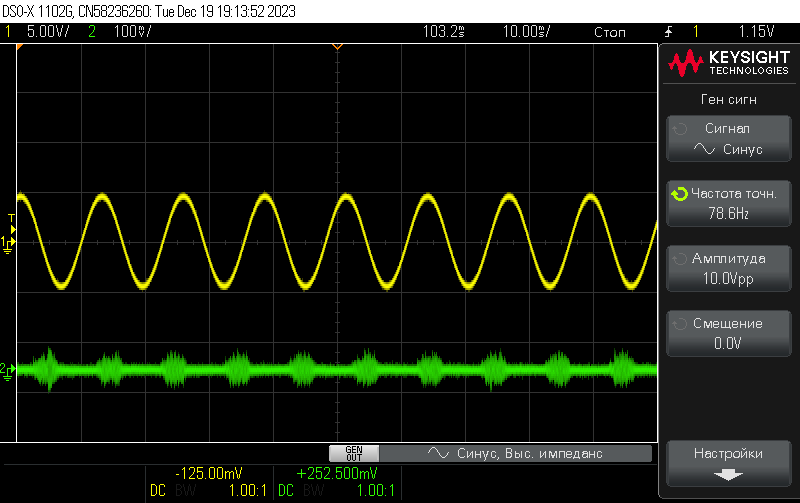 DSO-X 1102G, CN58236260: Tue Dec 19 19:13:52 2023
1 5.00V/ 2 100mV/ 103.2ms 10.00ms/ Стоп 1 1.15V
KEYSIGHT
TECHNOLOGIES
Ген сигн
Сигнал
Синус
Частота точн.
78.6Hz
Амплитуда
10.0Vpp
Смещение
0.0V
T
1
2
GEN
OUT
Синус, Выс. импеданс
Настройки
-125.00mV +252.500mV
DC BW 1.00:1 DC BW 1.00:1